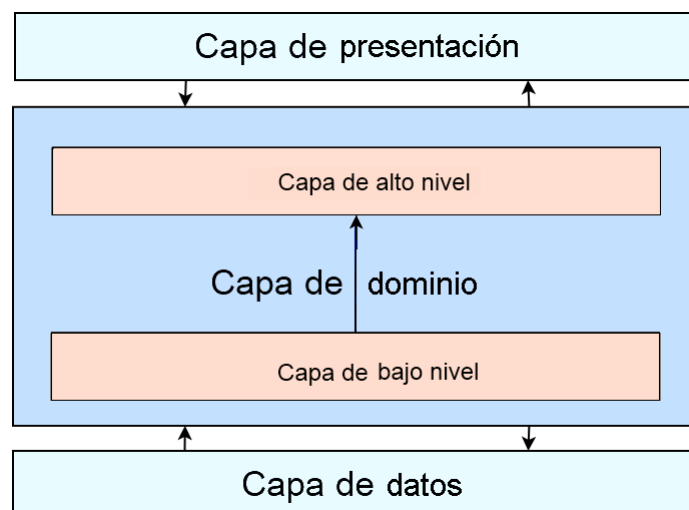 Capa de presentación
Capa de alto nivel
Capa de dominio
Capa de bajo nivel
Capa de datos